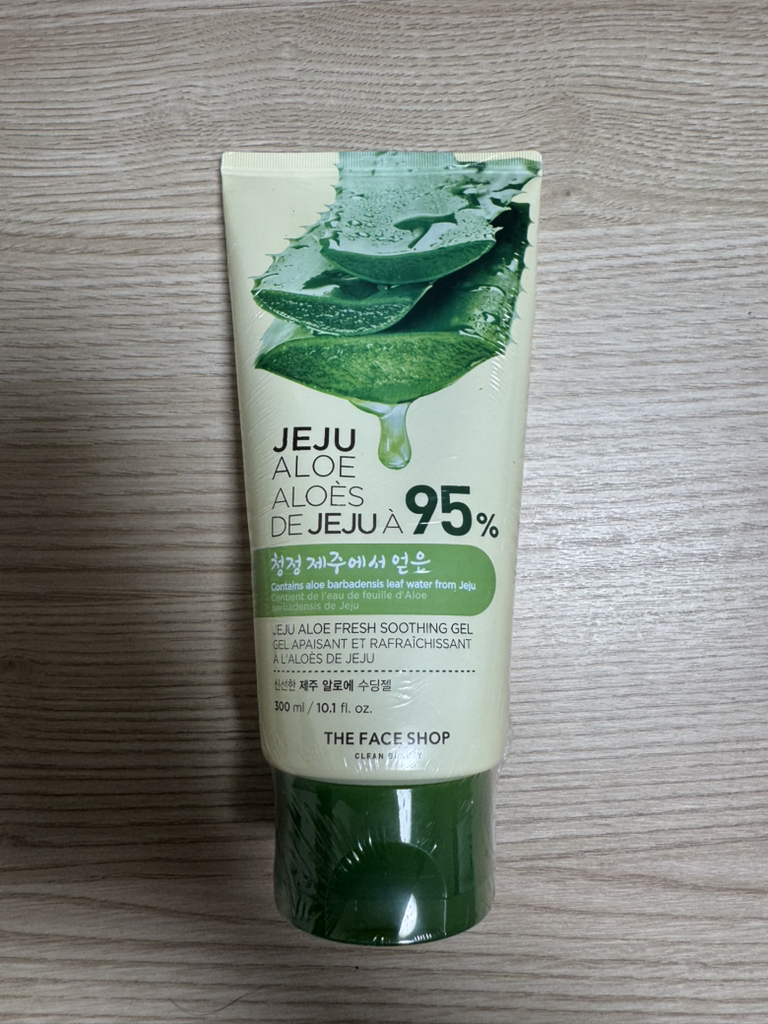 JEJU
ALOE
ALOÈS
DE JEJU À 95%
청정 제주에서 얻은
Contains aloe barbadensis leaf water from Jeju
Contient de l'eau de feuille d'Aloe
barbadensis de Jeju
JEJU ALOE FRESH SOOTHING GEL
GEL APAISANT ET RAFRAÎCHISSANT
À L'ALOÈS DE JEJU
신선한 제주 알로에 수딩젤
300 ml / 10.1 fl. oz.
THE FACE SHOP
CLEAN BEAUTY